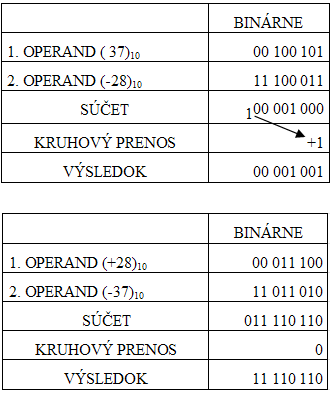 BINÁRNE
1. OPERAND ( 37)10 00 100 101
2. OPERAND (-28)10 11 100 011
SÚČET 100 001 000
KRUHOVÝ PRENOS +1
VÝSLEDOK 00 001 001
BINÁRNE
1. OPERAND (+28)10 00 011 100
2. OPERAND (-37)10 11 011 010
SÚČET 011 110 110
KRUHOVÝ PRENOS 0
VÝSLEDOK 11 110 110